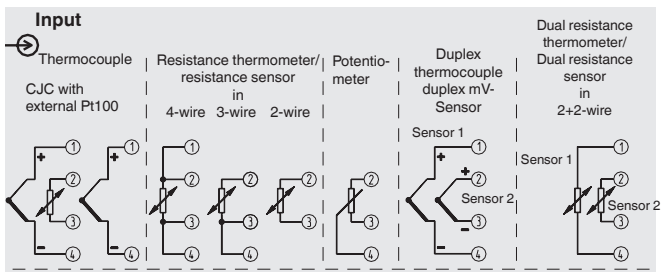 Input
Thermocouple
CJC with
external Pt100
Resistance thermometer/
resistance sensor
in
4-wire 3-wire 2-wire
Potentio-
meter
Duplex
thermocouple
duplex mV-
Sensor
Dual resistance
thermometer/
Dual resistance
sensor
in
2+2-wire
+ 1
2
3
- 4
+ 1
- 4
1
2
3
4
2
3
4
2
3
2
3
4
Sensor 1
+ 1
+ 2
Sensor 2
3
-
- 4
Sensor 1
1
2
Sensor 2
3
4